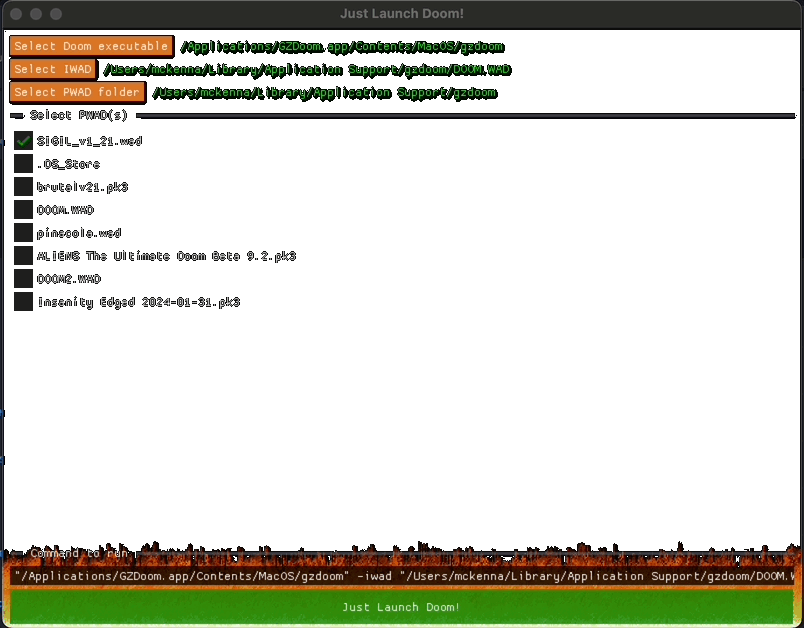 Just Launch Doom!
Select Doom executable /Applications/GZDoom.app/Contents/MacOS/gzdoom
Select IWAD /Users/mckenna/Library/Application Support/gzdoom/DOOM.WAD
Select PWAD folder /Users/mckenna/Library/Application Support/gzdoom
Select PWAD(s)
SIGIL_v1_21.wad
.DS_Store
brutalv21.pk3
DOOM.WAD
pinacola.wad
ALIENS The Ultimate Doom Beta 9.2.pk3
DOOM2.WAD
Insanity Edged 2024-01-31.pk3
Command to run
"/Applications/GZDoom.app/Contents/MacOS/gzdoom" -iwad "/Users/mckenna/Library/Application Support/gzdoom/DOOM.W
Just Launch Doom!